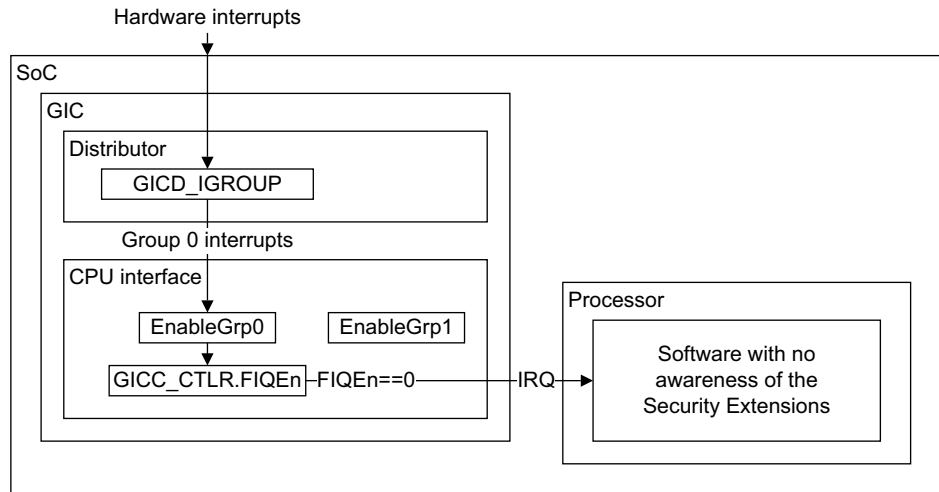 Hardware interrupts
SoC
GIC
Distributor
GICD_IGROUP
Group 0 interrupts
CPU interface
EnableGrp0
EnableGrp1
GICC_CTLR.FIQEn
FIQEn==0
IRQ
Processor
Software with no
awareness of the
Security Extensions